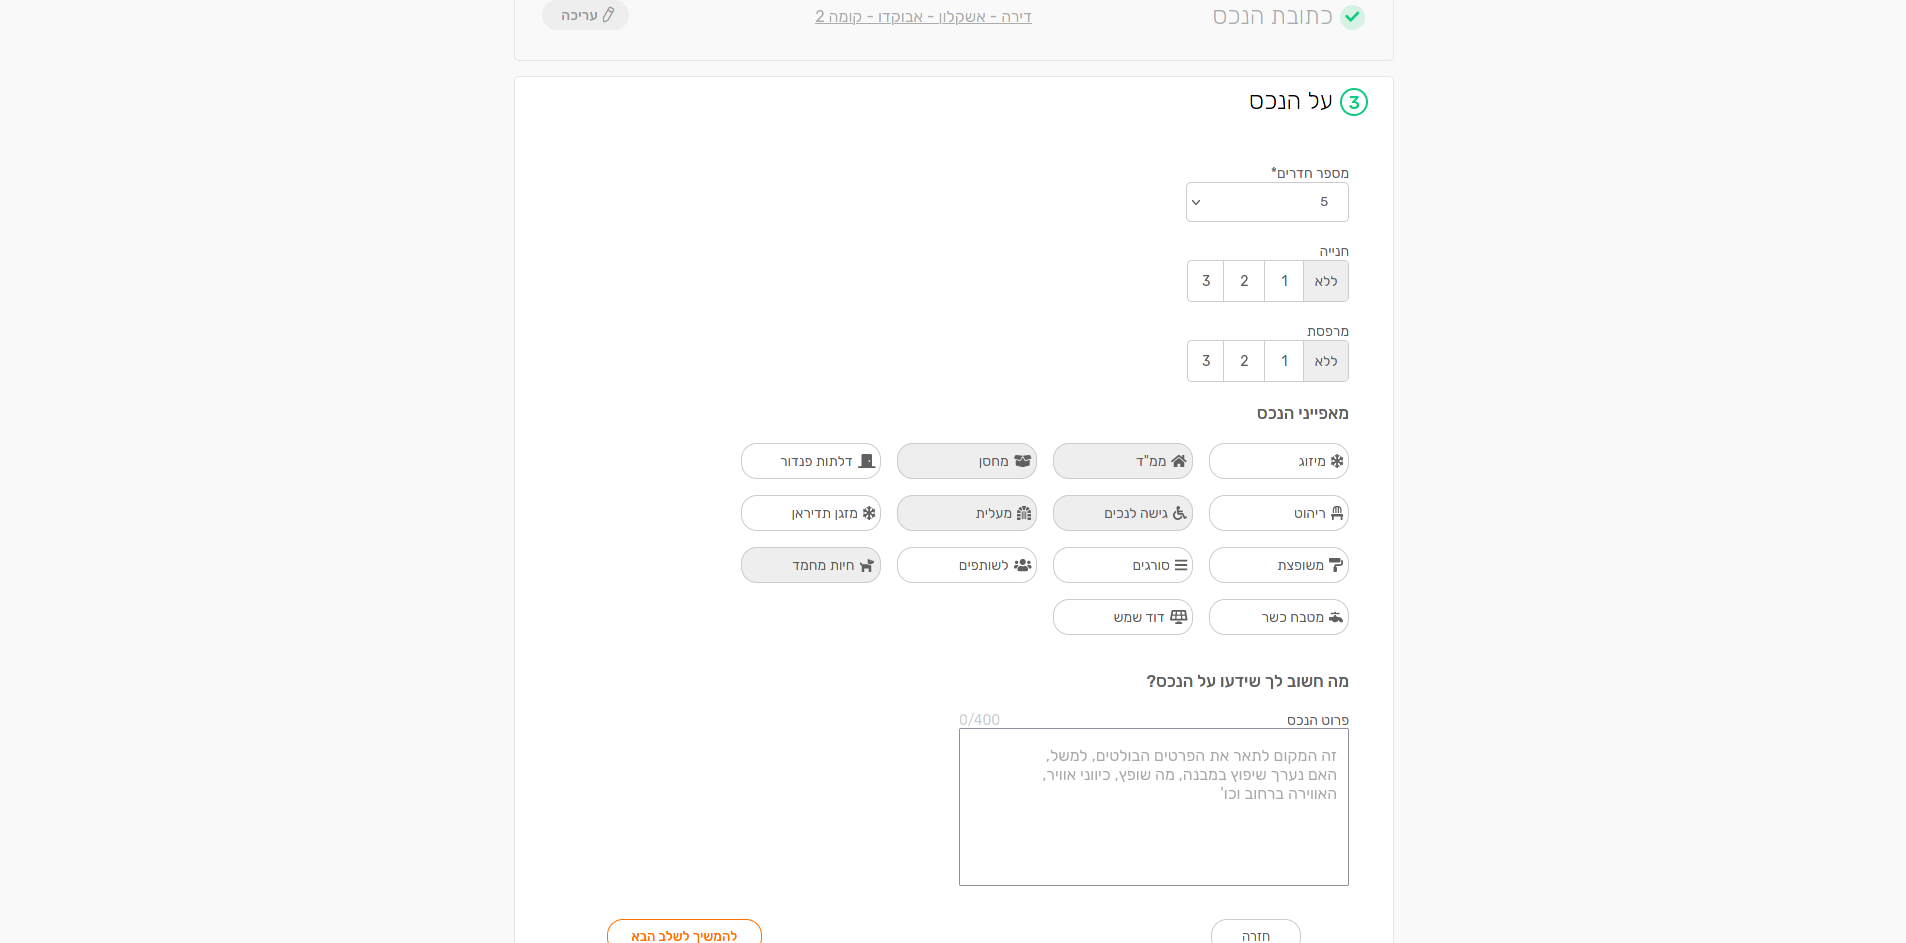 כתובת הנכס
דירה - אשקלון - אבוקדו - קומה 2
עריכה
3 על הנכס
מספר חדרים*
5
חנייה
ללא 1 2 3
מרפסת
ללא 1 2 3
מאפייני הנכס
מיזוג ממ"ד מחסן דלתות פנדור
ריהוט גישה לנכים מעלית מזגן תדיראן
משופצת סורגים לשותפים חיות מחמד
מטבח כשר דוד שמש
מה חשוב לך שידעו על הנכס?
פרוט הנכס 0/400
זה המקום לתאר את הפרטים הבולטים, למשל,
האם נערך שיפוץ במבנה, מה שופץ, כיווני אוויר,
האווירה ברחוב וכו'
חזרה להמשיך לשלב הבא